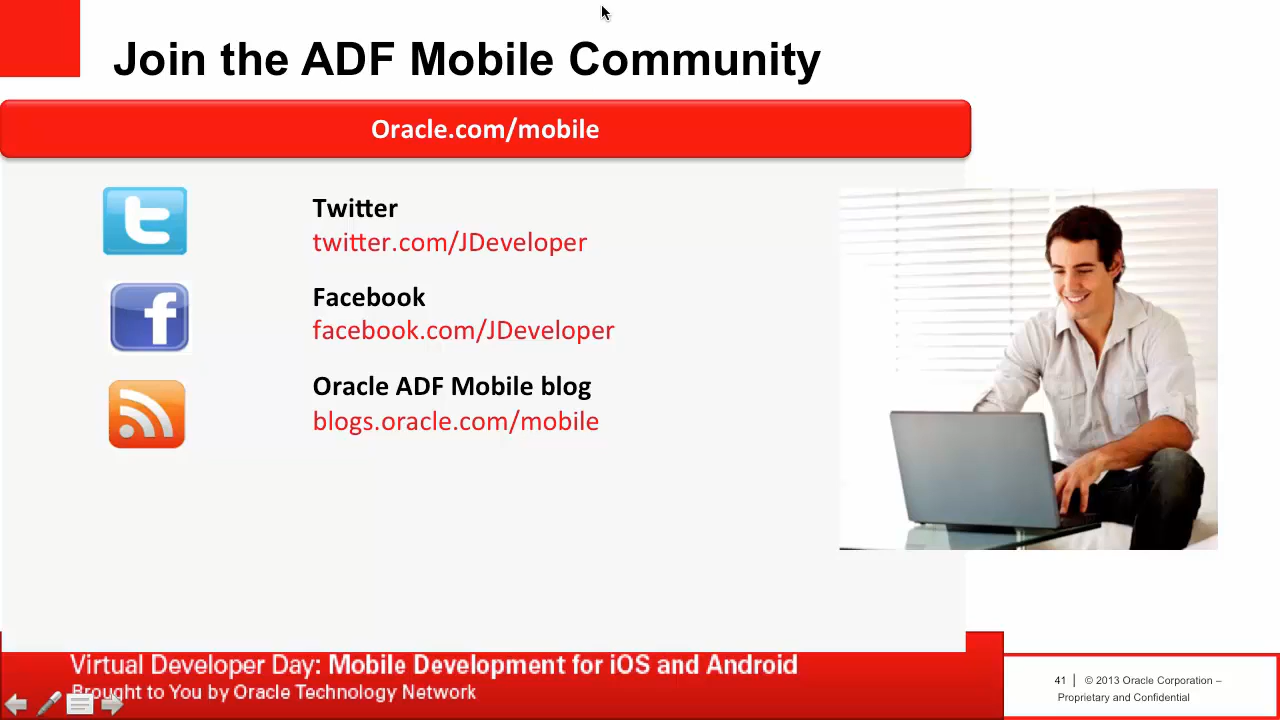 Join the ADF Mobile Community
Oracle.com/mobile
Twitter
twitter.com/JDeveloper
Facebook
facebook.com/JDeveloper
Oracle ADF Mobile blog
blogs.oracle.com/mobile
Virtual Developer Day: Mobile Development for iOS and Android
Brought to You by Oracle Technology Network
41 | © 2013 Oracle Corporation –
Proprietary and Confidential